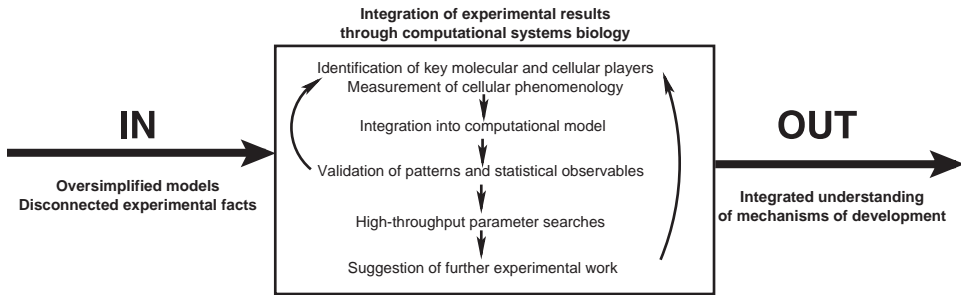 Integration of experimental results
through computational systems biology
Identification of key molecular and cellular players
Measurement of cellular phenomenology
Integration into computational model
Validation of patterns and statistical observables
High-throughput parameter searches
Suggestion of further experimental work
IN
Oversimplified models
Disconnected experimental facts
OUT
Integrated understanding
of mechanisms of development